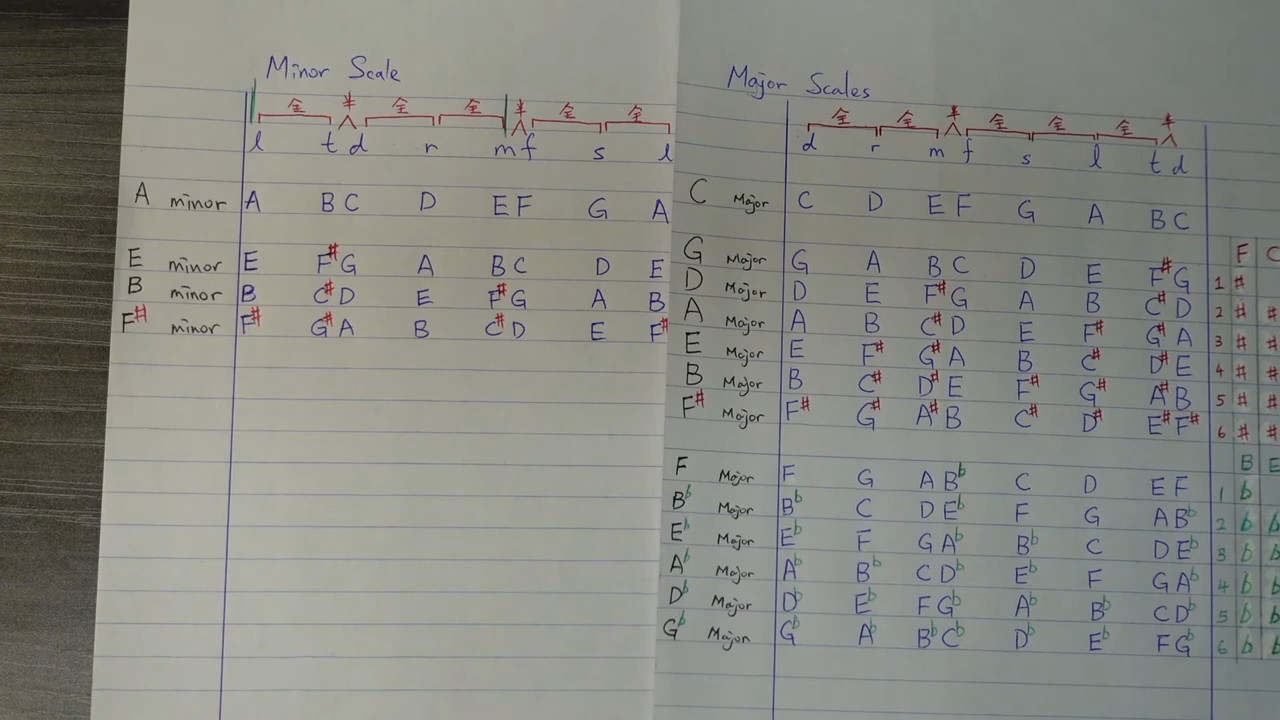 Minor Scale
全 半 全 全 半 全 全
l t d r m f s l
A minor A B C D E F G A
E minor E F# G A B C D E
B minor B C# D E F# G A B
F# minor F# G# A B C# D E F#
Major Scales
全 全 半 全 全 全 半
d r m f s l t d
C Major C D E F G A B C
F C
G Major G A B C D E F# G 1 #
D Major D E F# G A B C# D 2 # #
A Major A B C# D E F# G# A 3 # #
E Major E F# G# A B C# D# E 4 # #
B Major B C# D# E F# G# A# B 5 # #
F# Major F# G# A# B C# D# E# F# 6 # #
B E
F Major F G A Bb C D E F 1 b
Bb Major Bb C D Eb F G A Bb 2 b b
Eb Major Eb F G Ab Bb C D Eb 3 b b
Ab Major Ab Bb C Db Eb F G Ab 4 b b
Db Major Db Eb F Gb Ab Bb C Db 5 b b
Gb Major Gb Ab Bb Cb Db Eb F Gb 6 b b